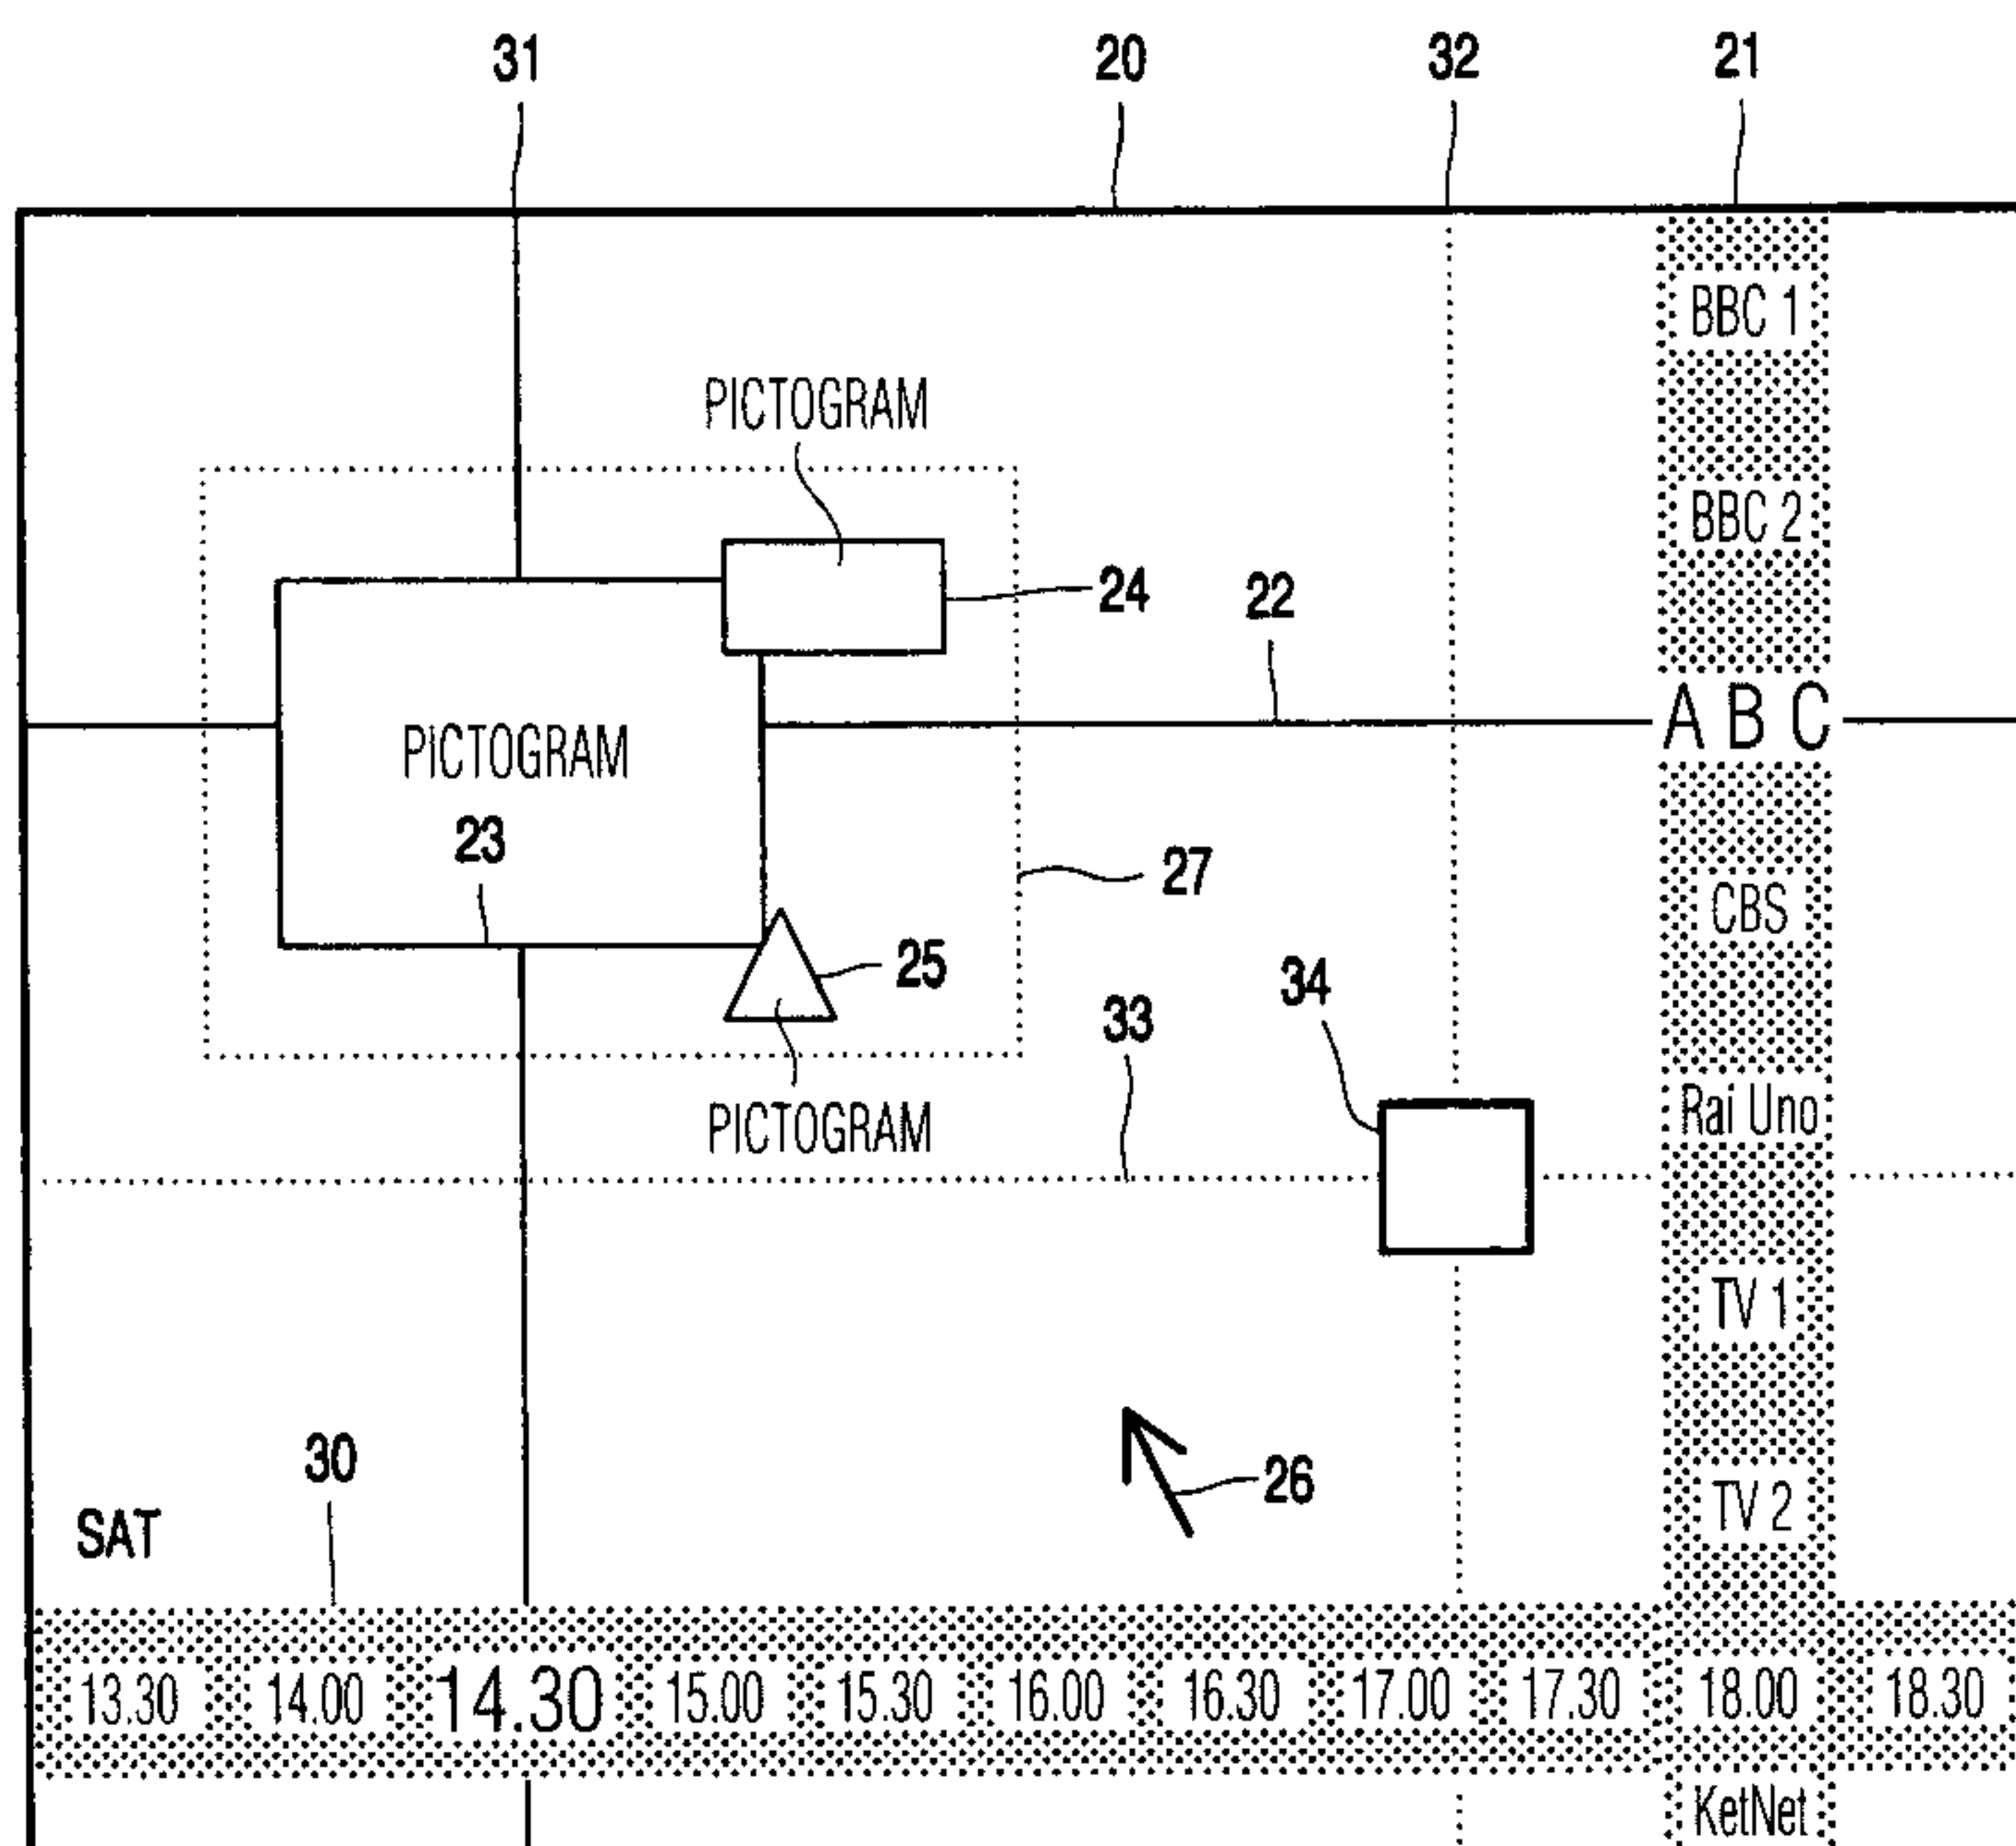 31 20 32 21
BBC 1
PICTOGRAM
BBC 2
24 22
A B C
PICTOGRAM
23
27
CBS
25
34
33
PICTOGRAM
Rai Uno
TV 1
30
26
SAT
TV 2
13.30 14.00 14.30 15.00 15.30 16.00 16.30 17.00 17.30 18.00 18.30
KetNet